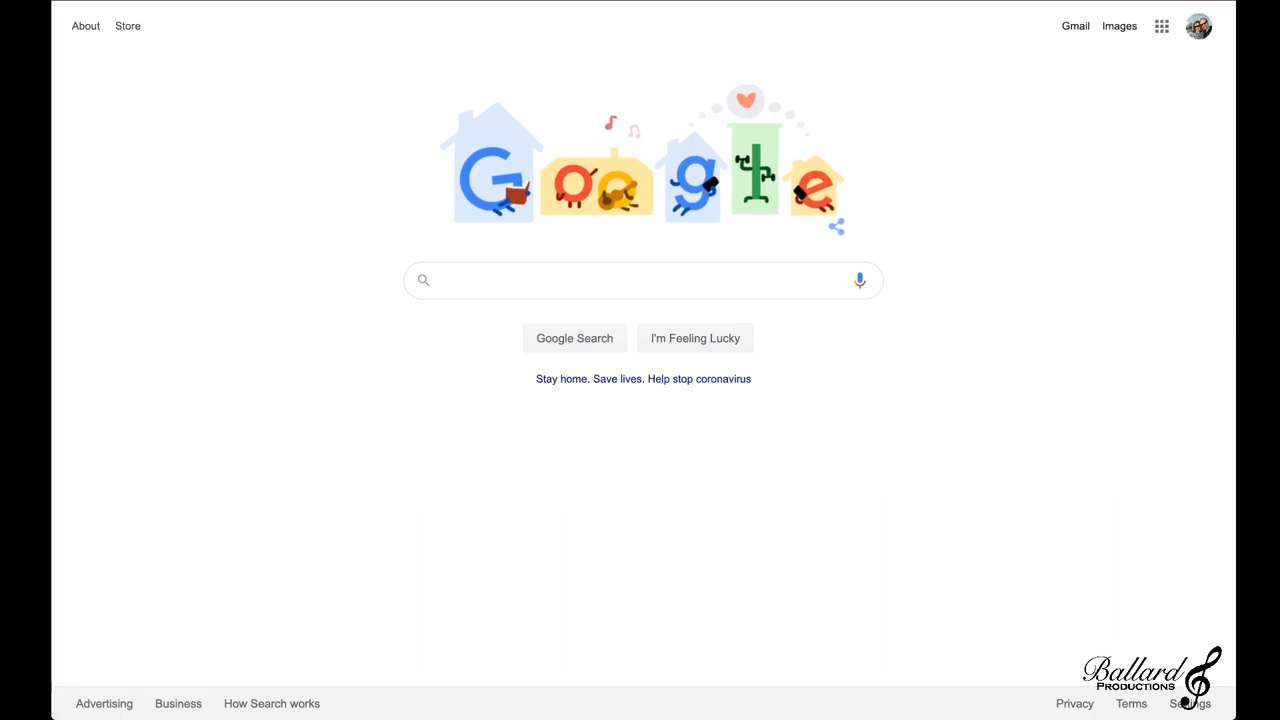 About Store
Gmail Images
Google
Google Search I'm Feeling Lucky
Stay home. Save lives. Help stop coronavirus
Ballard
PRODUCTIONS
Advertising Business How Search works
Privacy Terms Settings